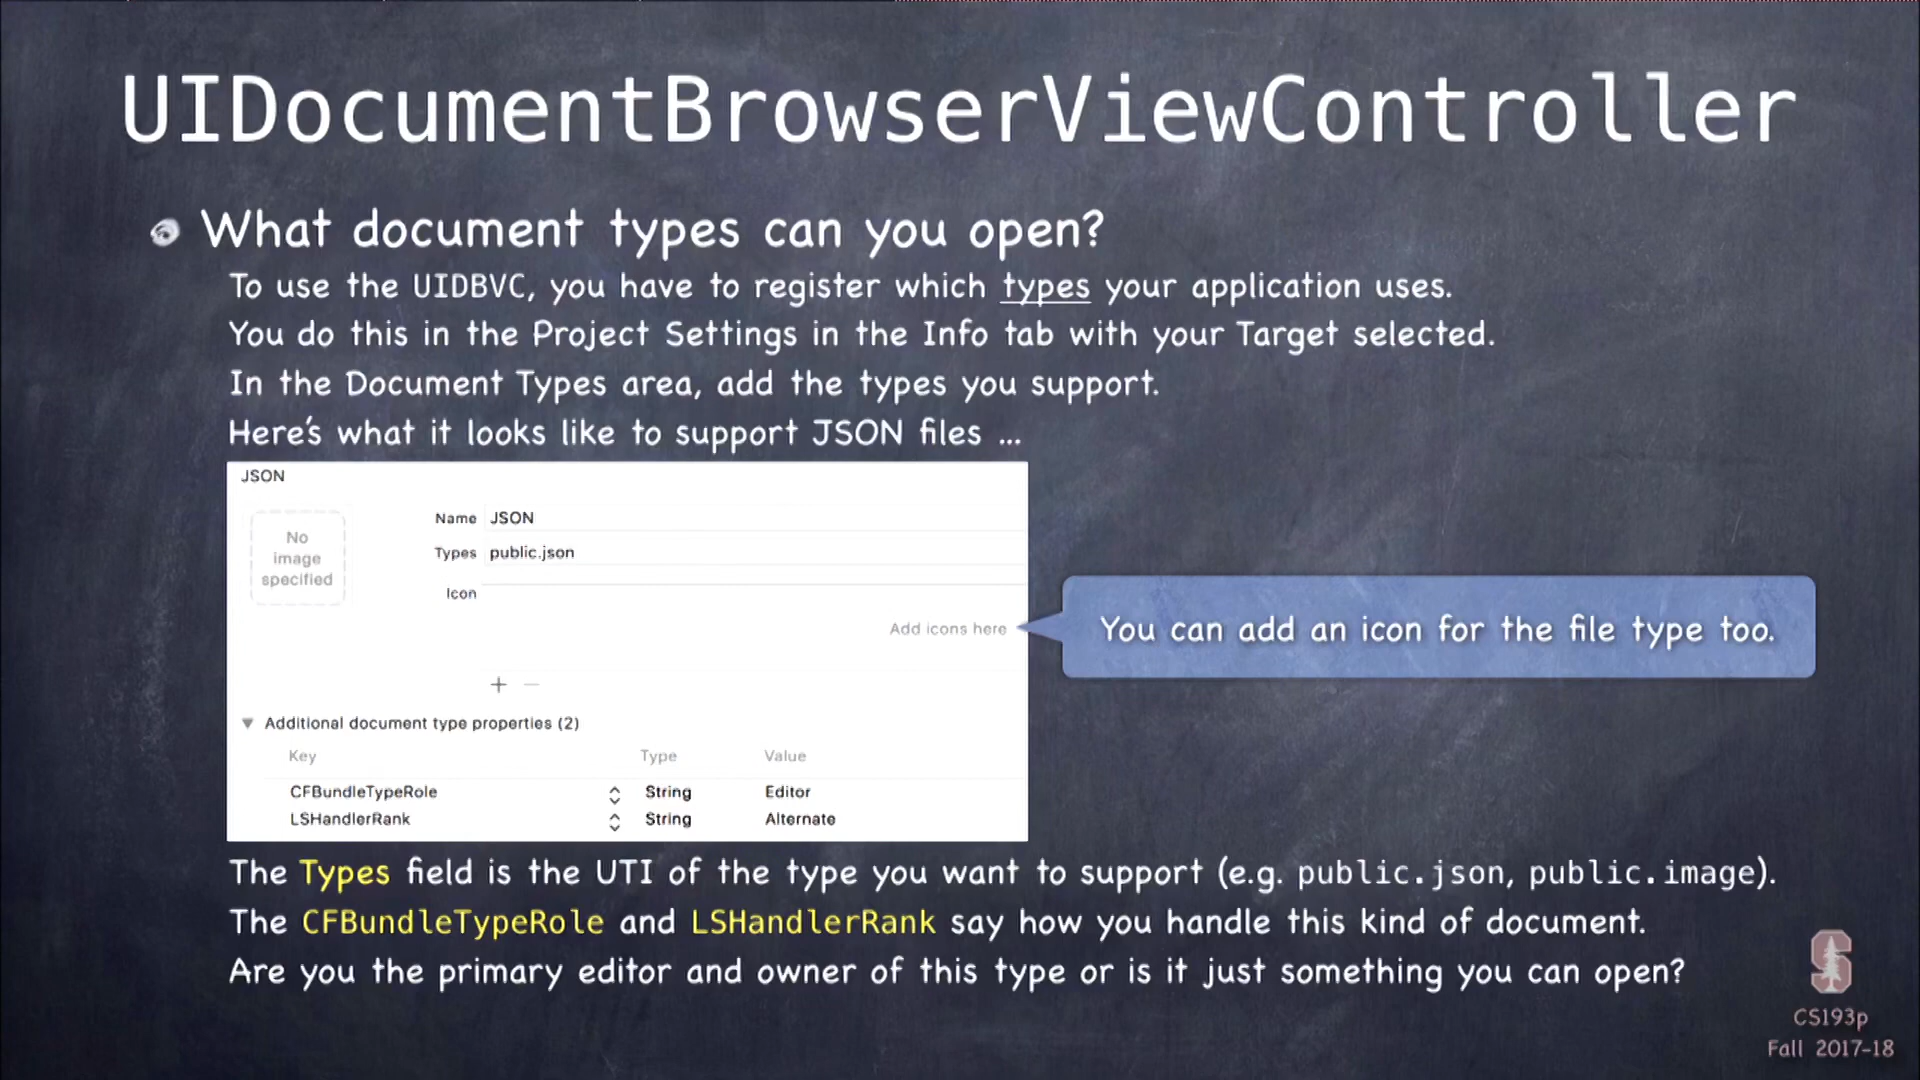 UIDocumentBrowserViewController
What document types can you open?
To use the UIDBVC, you have to register which types your application uses.
You do this in the Project Settings in the Info tab with your Target selected.
In the Document Types area, add the types you support.
Here's what it looks like to support JSON files ...
JSON
No
image
specified
Name JSON
Types public.json
Icon
Add icons here
You can add an icon for the file type too.
+ −
▼ Additional document type properties (2)
Key Type Value
CFBundleTypeRole String Editor
LSHandlerRank String Alternate
The Types field is the UTI of the type you want to support (e.g. public.json, public.image).
The CFBundleTypeRole and LSHandlerRank say how you handle this kind of document.
Are you the primary editor and owner of this type or is it just something you can open?
S
CS193p
Fall 2017-18